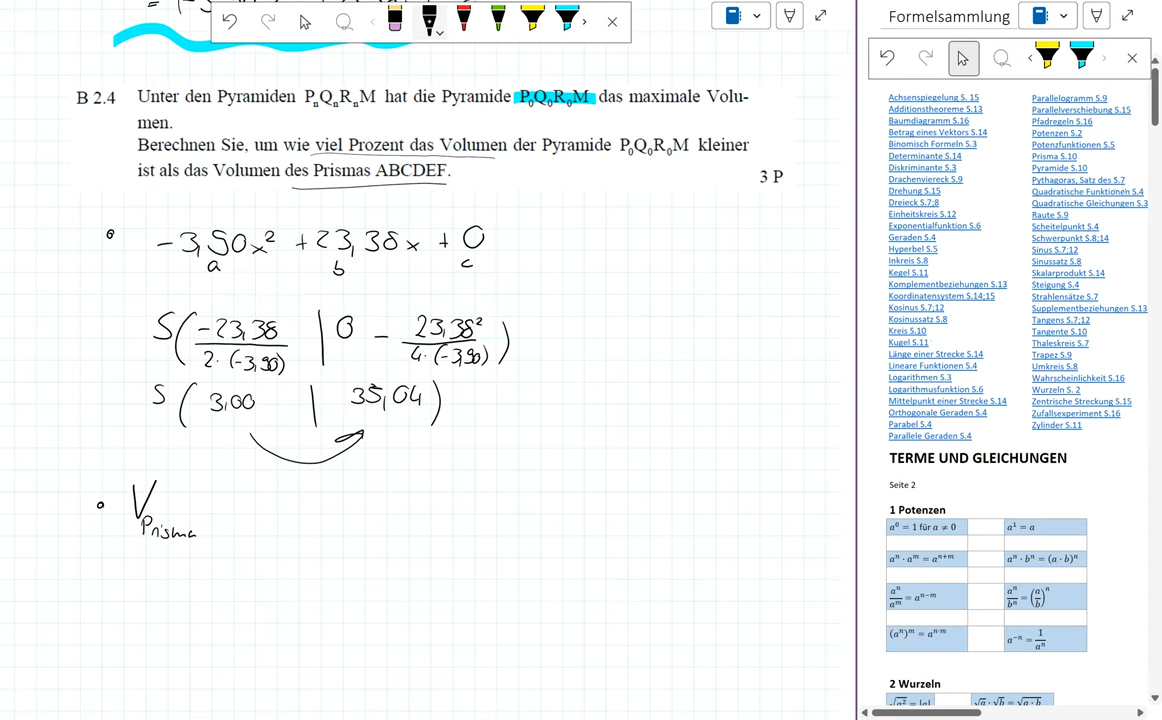 Formelsammlung
B 2.4 Unter den Pyramiden PₙQₙRₙM hat die Pyramide P₀Q₀R₀M das maximale Volu-
men.
Berechnen Sie, um wie viel Prozent das Volumen der Pyramide P₀Q₀R₀M kleiner
ist als das Volumen des Prismas ABCDEF.
3 P
-3,90x² + 23,38x + 0
a b c
S( -23,38 / 2·(-3,90) | 0 - 23,38² / 4·(-3,90) )
S ( 3,00 | 35,04 )
V Prisma
Achsenspiegelung S. 15
Additionstheoreme S.13
Baumdiagramm S.16
Betrag eines Vektors S.14
Binomisch Formeln S.3
Determinante S.14
Diskriminante S.3
Drachenviereck S.9
Drehung S.15
Dreieck S.7;8
Einheitskreis S.12
Exponentialfunktion S.6
Geraden S.4
Hyperbel S.5
Inkreis S.8
Kegel S.11
Komplementbeziehungen S.13
Koordinatensystem S.14;15
Kosinus S.7;12
Kosinussatz S.8
Kreis S.10
Kugel S.11
Länge einer Strecke S.14
Lineare Funktionen S.4
Logarithmen S.3
Logarithmusfunktion S.6
Mittelpunkt einer Strecke S.14
Orthogonale Geraden S.4
Parabel S.4
Parallele Geraden S.4
Parallelogramm S.9
Parallelverschiebung S.15
Pfadregeln S.16
Potenzen S.2
Potenzfunktionen S.5
Prisma S.10
Pyramide S.10
Pythagoras, Satz des S.7
Quadratische Funktionen S.4
Quadratische Gleichungen S.3
Raute S.9
Scheitelpunkt S.4
Schwerpunkt S.8;14
Sinus S.7;12
Sinussatz S.8
Skalarprodukt S.14
Steigung S.4
Strahlensätze S.7
Supplementbeziehungen S.13
Tangens S.7;12
Tangente S.10
Thaleskreis S.7
Trapez S.9
Umkreis S.8
Wahrscheinlichkeit S.16
Wurzeln S. 2
Zentrische Streckung S.15
Zufallsexperiment S.16
Zylinder S.11
TERME UND GLEICHUNGEN
Seite 2
1 Potenzen
a⁰ = 1 für a ≠ 0 a¹ = a
aⁿ · aᵐ = aⁿ⁺ᵐ aⁿ · bⁿ = (a · b)ⁿ
aⁿ/aᵐ = aⁿ⁻ᵐ aⁿ/bⁿ = (a/b)ⁿ
(aⁿ)ᵐ = aⁿ·ᵐ a⁻ⁿ = 1/aⁿ
2 Wurzeln
√a² = |a| √a · √b = √a · b